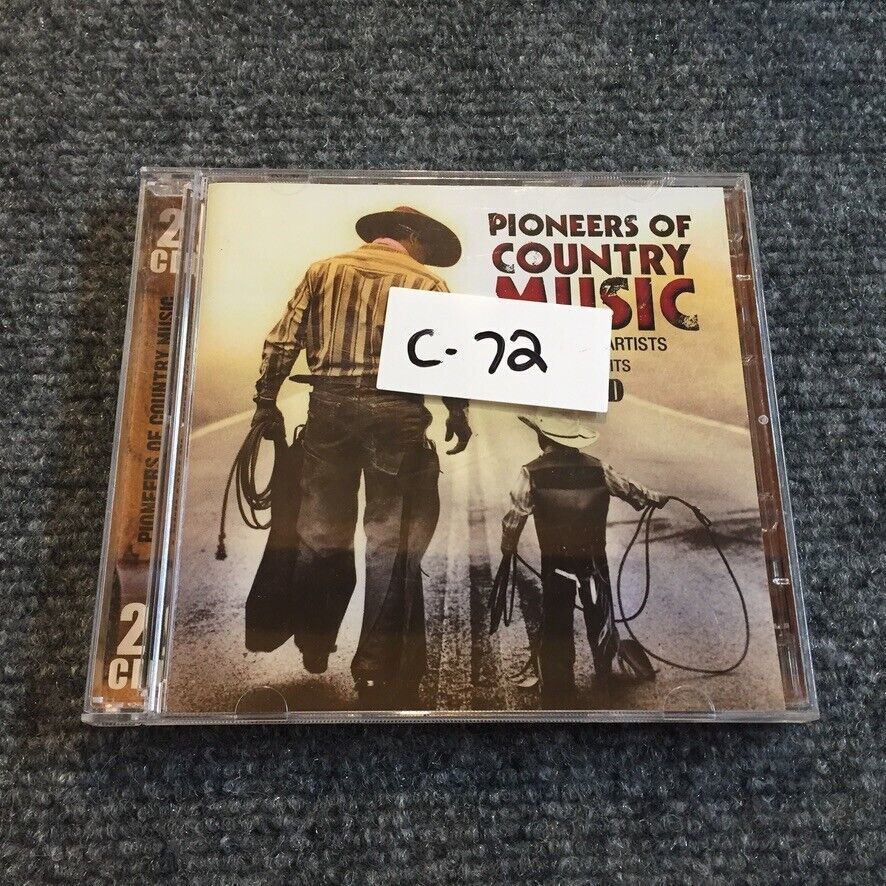 2
CD
PIONEERS OF COUNTRY MUSIC
2
CD
PIONEERS OF
COUNTRY
MUSIC
ARTISTS
C-72